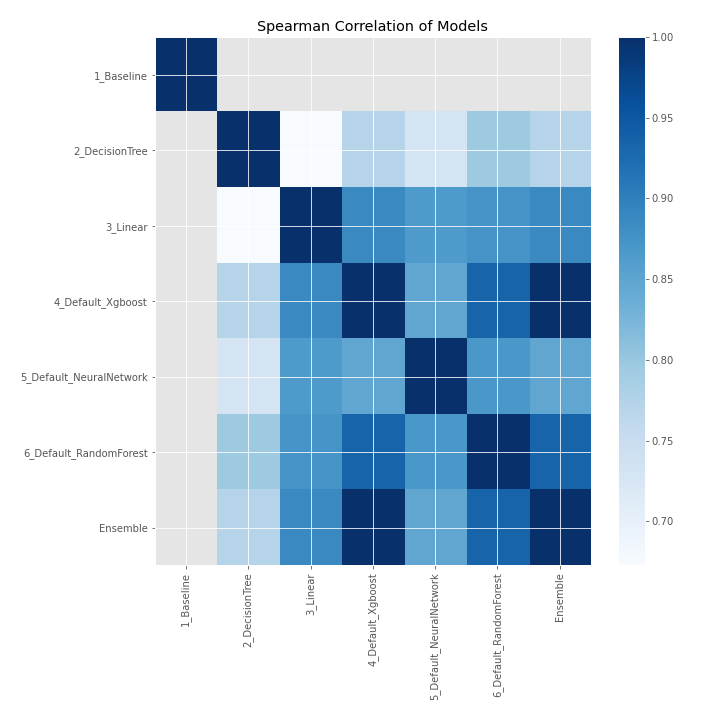 Spearman Correlation of Models
1_Baseline
2_DecisionTree
3_Linear
4_Default_Xgboost
5_Default_NeuralNetwork
6_Default_RandomForest
Ensemble
1_Baseline
2_DecisionTree
3_Linear
4_Default_Xgboost
5_Default_NeuralNetwork
6_Default_RandomForest
Ensemble
1.00
0.95
0.90
0.85
0.80
0.75
0.70